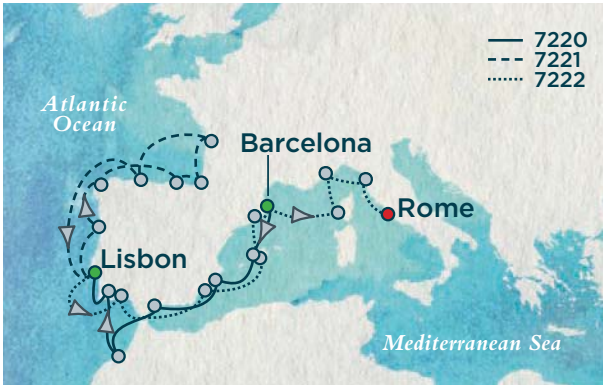 7220
7221
7222
Atlantic
Ocean
Barcelona
Rome
Lisbon
Mediterranean Sea